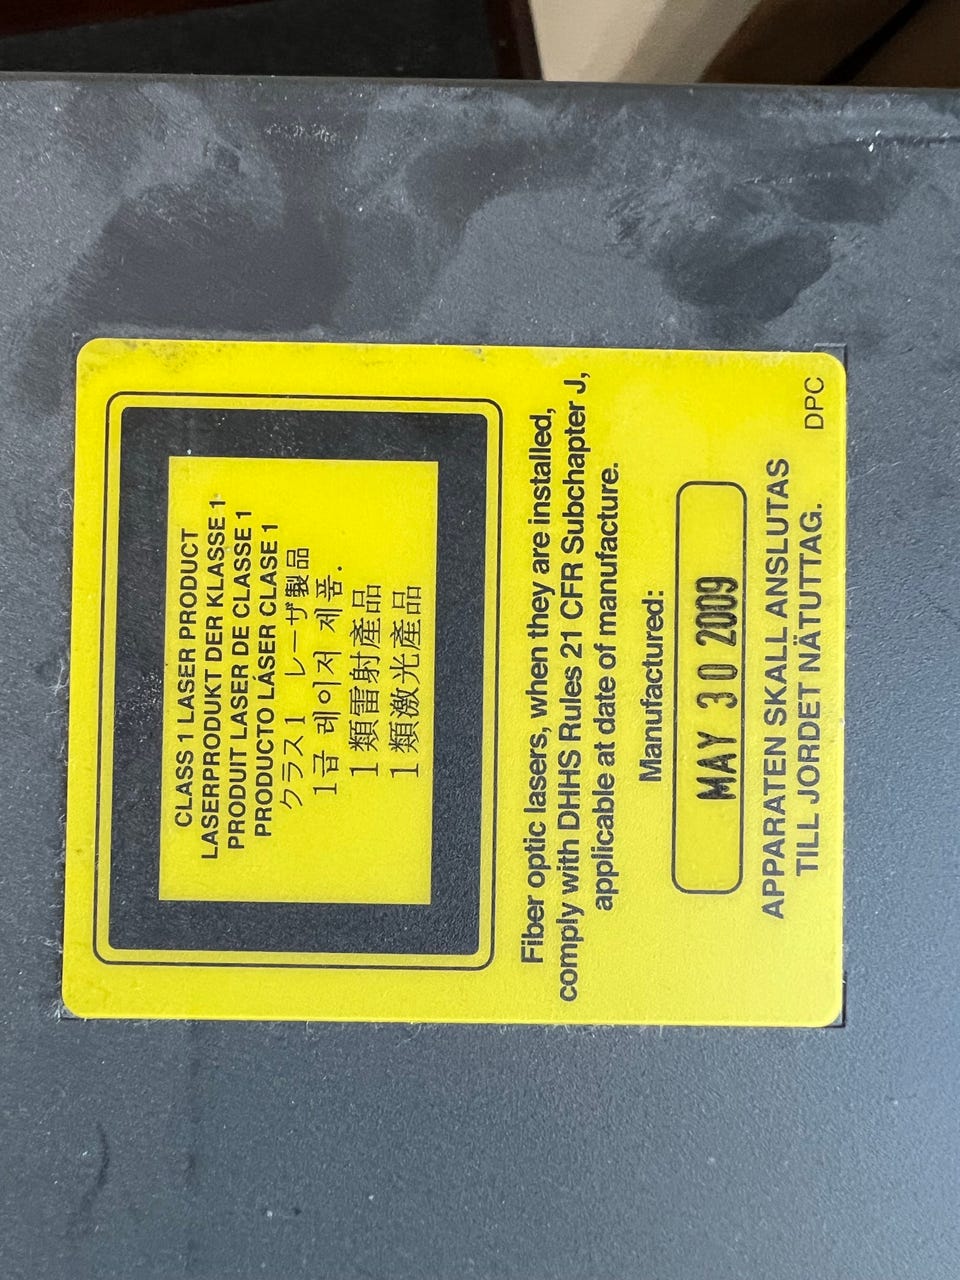 CLASS 1 LASER PRODUCT
LASERPRODUKT DER KLASSE 1
PRODUIT LASER DE CLASSE 1
PRODUCTO LÁSER CLASE 1
クラス1 レーザ製品
1급 레이저 제품.
1類雷射產品
1類激光產品
Fiber optic lasers, when they are installed,
comply with DHHS Rules 21 CFR Subchapter J,
applicable at date of manufacture.
Manufactured:
MAY 30 2009
APPARATEN SKALL ANSLUTAS
TILL JORDET NÄTUTTAG.
DPC